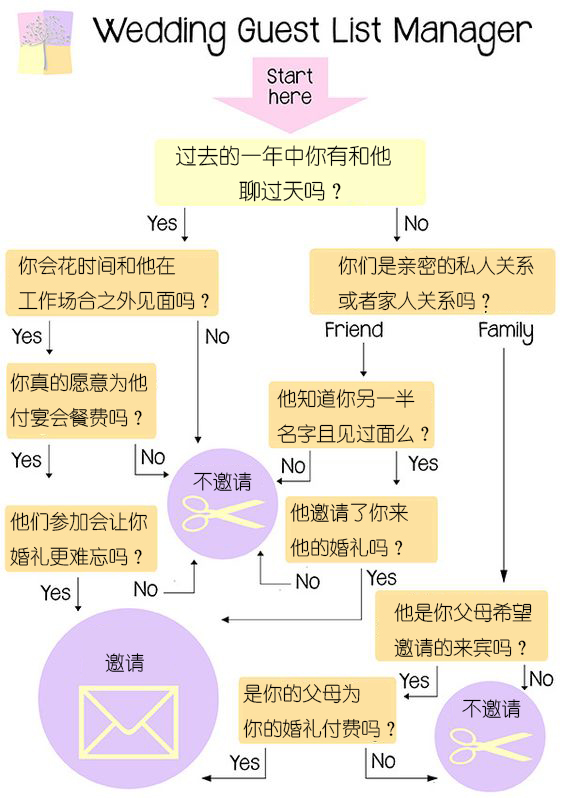 Wedding Guest List Manager
Start
here
过去的一年中你有和他
聊过天吗？
Yes
No
你会花时间和他在
工作场合之外见面吗？
你们是亲密的私人关系
或者家人关系吗？
Yes
No
Friend
Family
你真的愿意为他
付宴会餐费吗？
他知道你另一半
名字且见过面么？
Yes
No
不邀请
No
Yes
他们参加会让你
婚礼更难忘吗？
他邀请了你来
他的婚礼吗？
Yes
No
No
Yes
他是你父母希望
邀请的来宾吗？
邀请
Yes
No
是你的父母为
你的婚礼付费吗？
不邀请
Yes
No